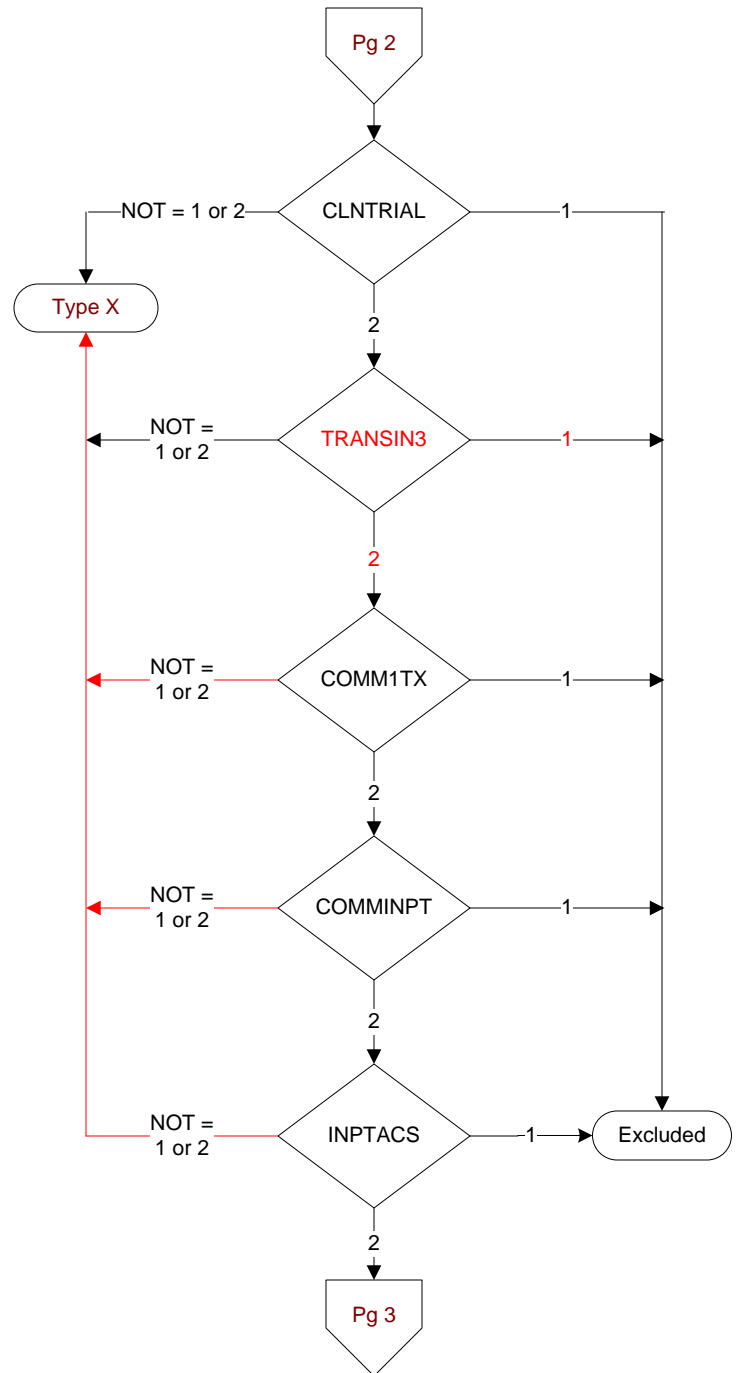 Pg 2
CLNTRIAL
NOT = 1 or 2
1
Type X
2
TRANSIN3
NOT =
1 or 2
1
2
COMM1TX
NOT =
1 or 2
1
2
COMMINPT
NOT =
1 or 2
1
2
INPTACS
NOT =
1 or 2
1
Excluded
2
Pg 3